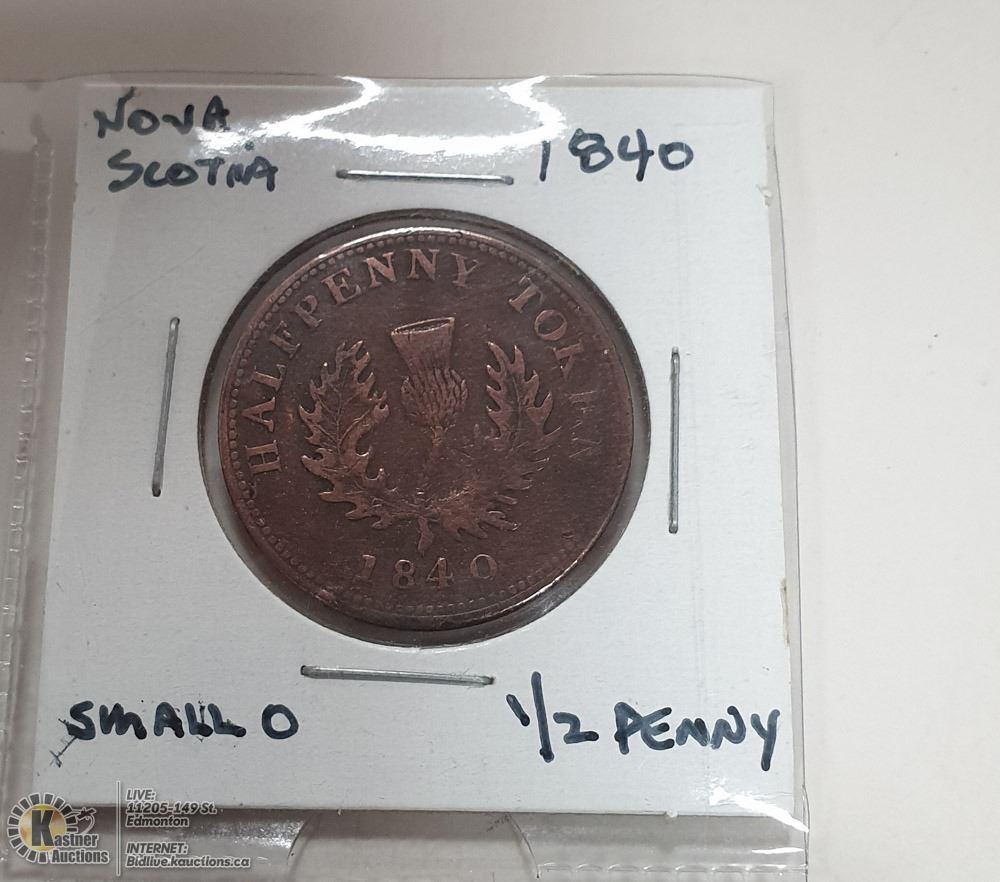 NOVA
SCOTIA
1840
HALFPENNY TOKEN
1840
SMALL O
1/2 PENNY
Kastner
Auctions
LIVE:
11205-149 St.
Edmonton
INTERNET:
Bidlive.kauctions.ca